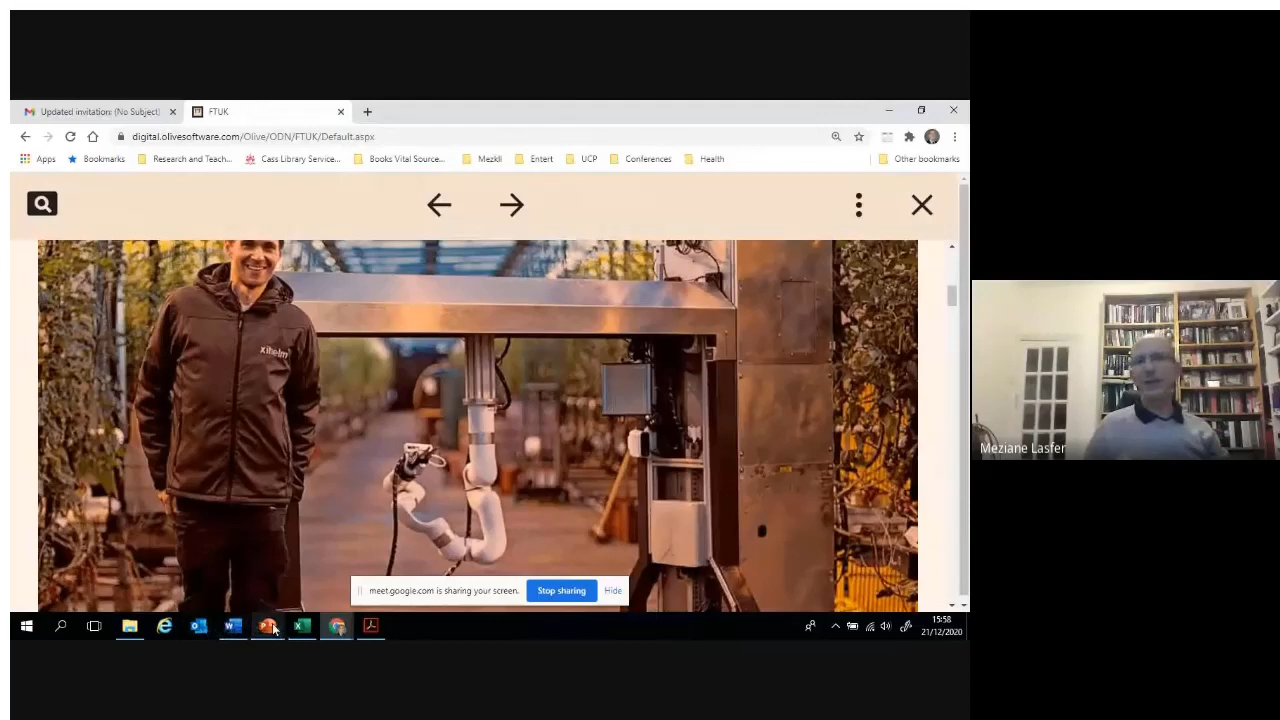 Updated invitation: (No Subject)
FTUK
digital.olivesoftware.com/Olive/ODN/FTUK/Default.aspx
Apps
Bookmarks
Research and Teach...
Cass Library Service...
Books Vital Source...
Mezkli
Entert
UCP
Conferences
Health
Other bookmarks
xihelm
Meziane Lasfer
meet.google.com is sharing your screen.
Stop sharing
Hide
15:58
21/12/2020